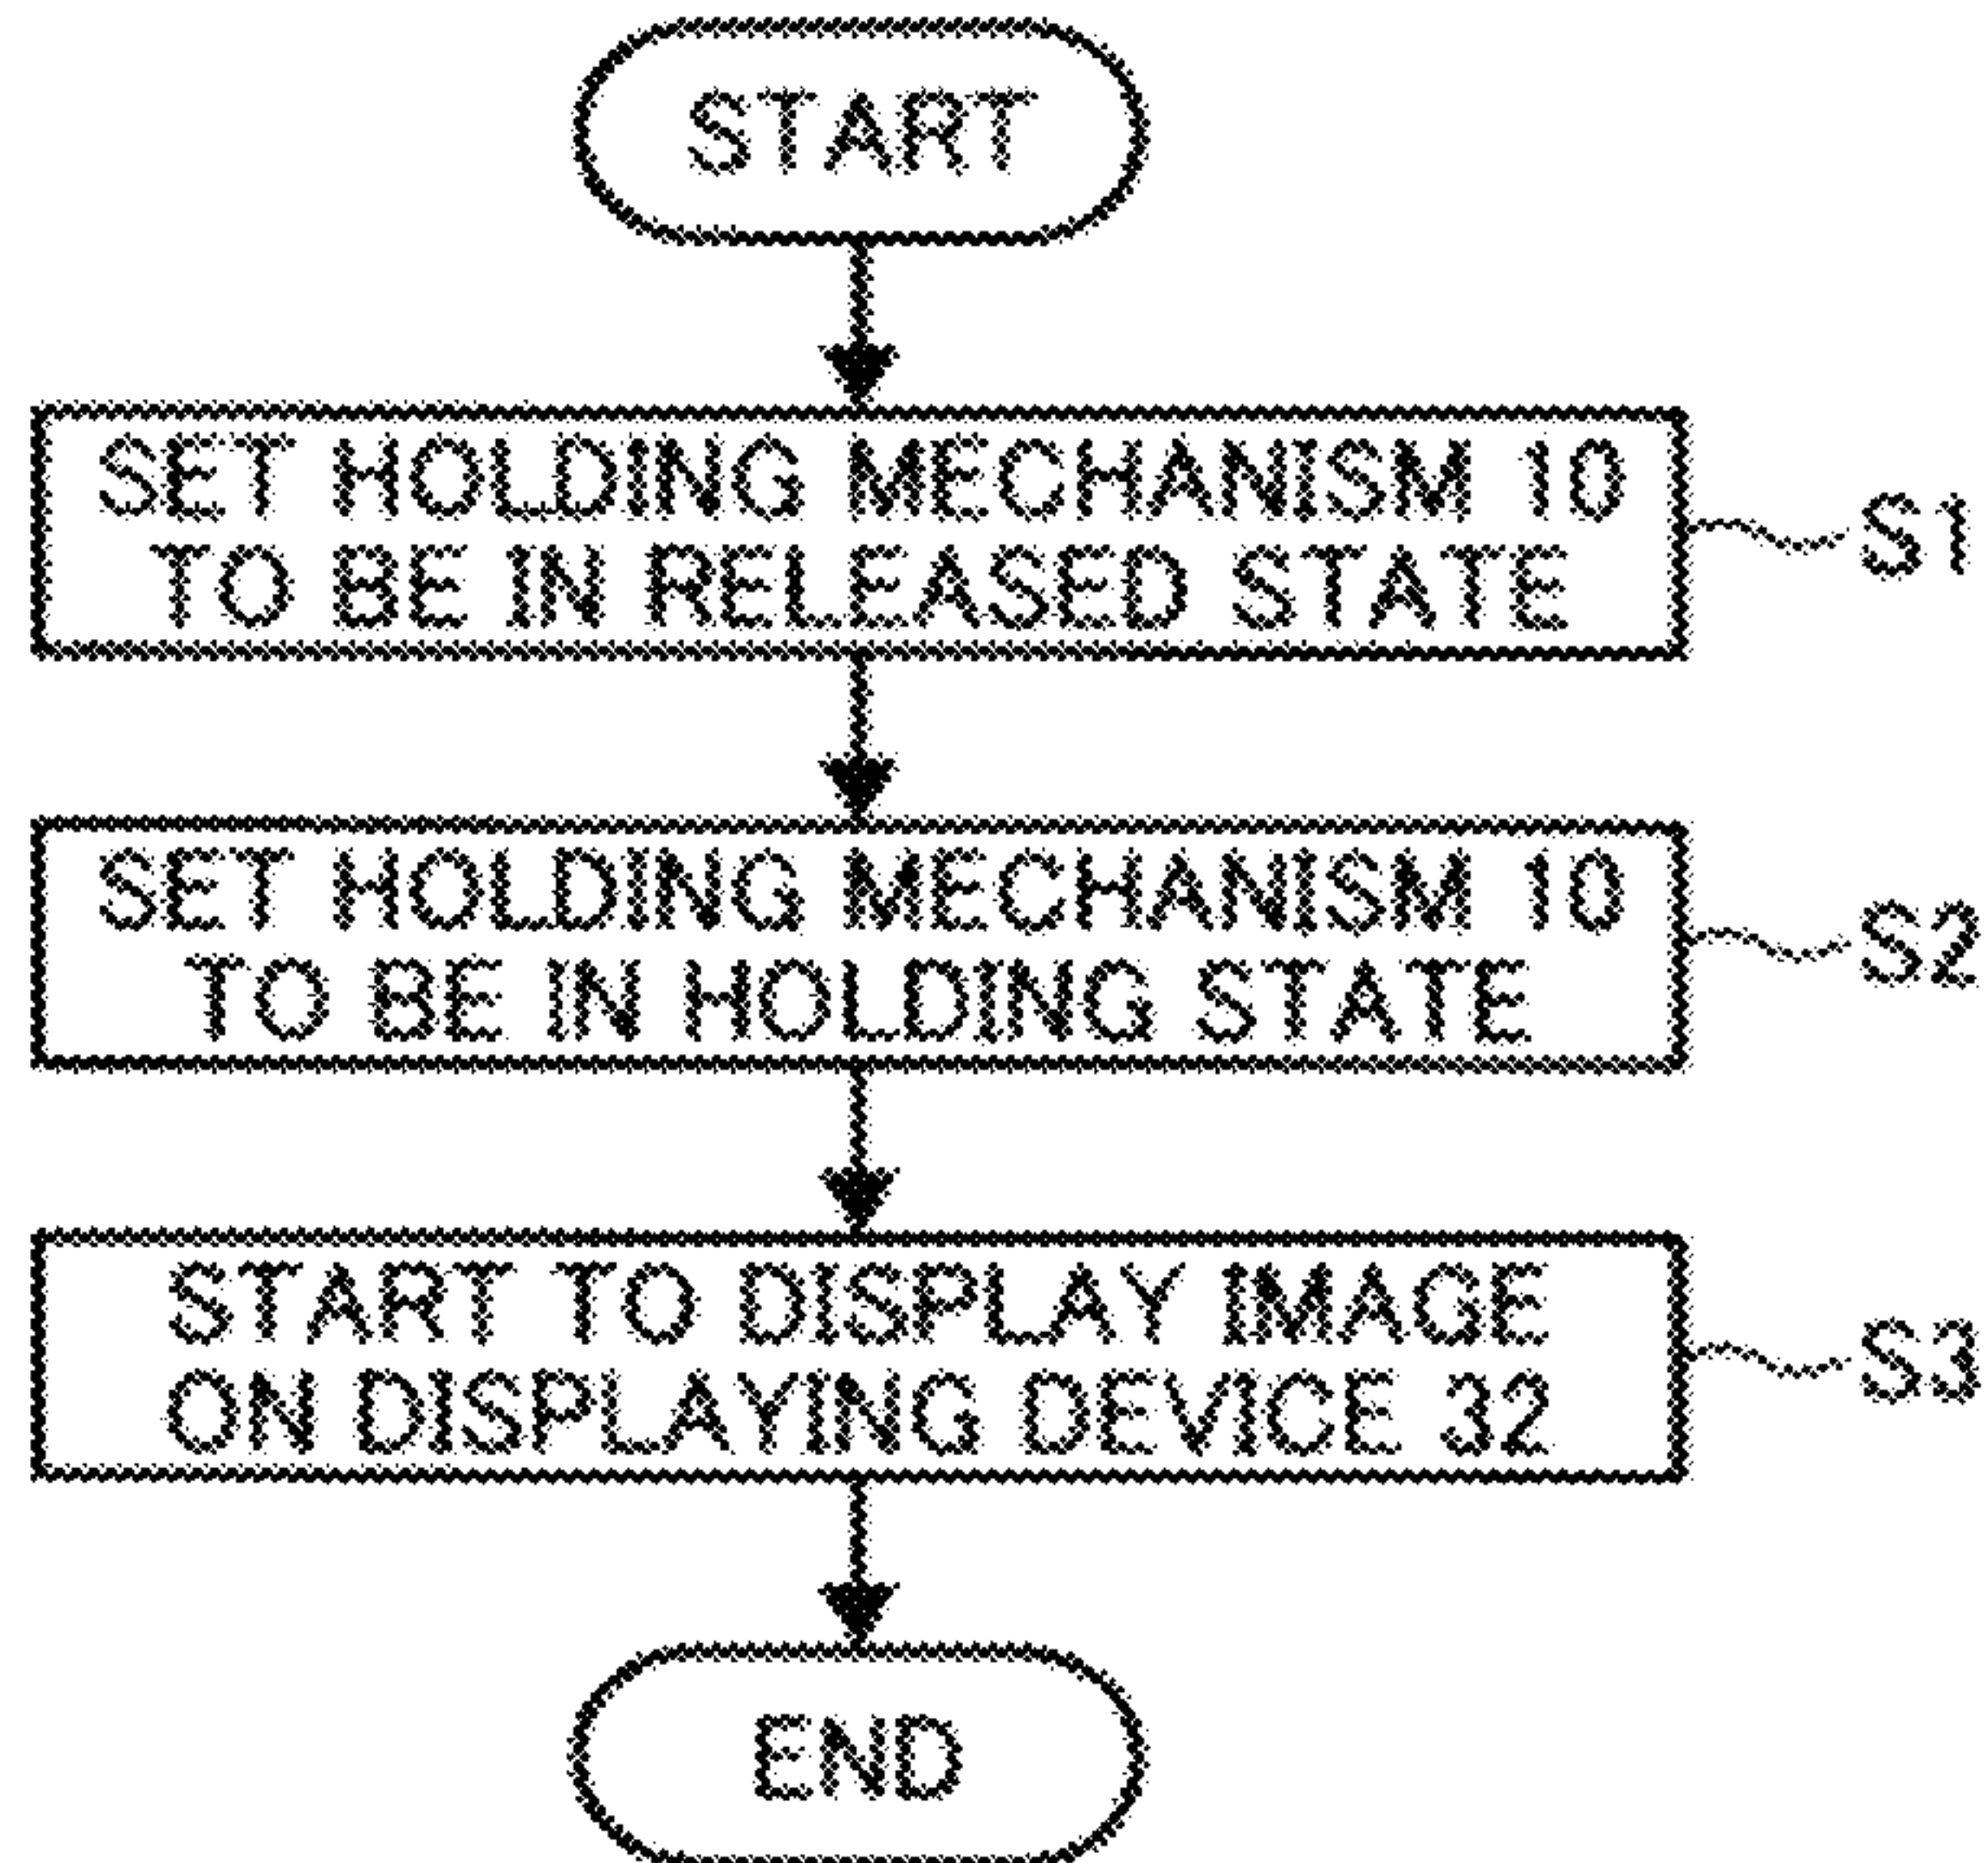 START
SET HOLDING MECHANISM 10
TO BE IN RELEASED STATE
S1
SET HOLDING MECHANISM 10
TO BE IN HOLDING STATE
S2
START TO DISPLAY IMAGE
ON DISPLAYING DEVICE 32
S3
END